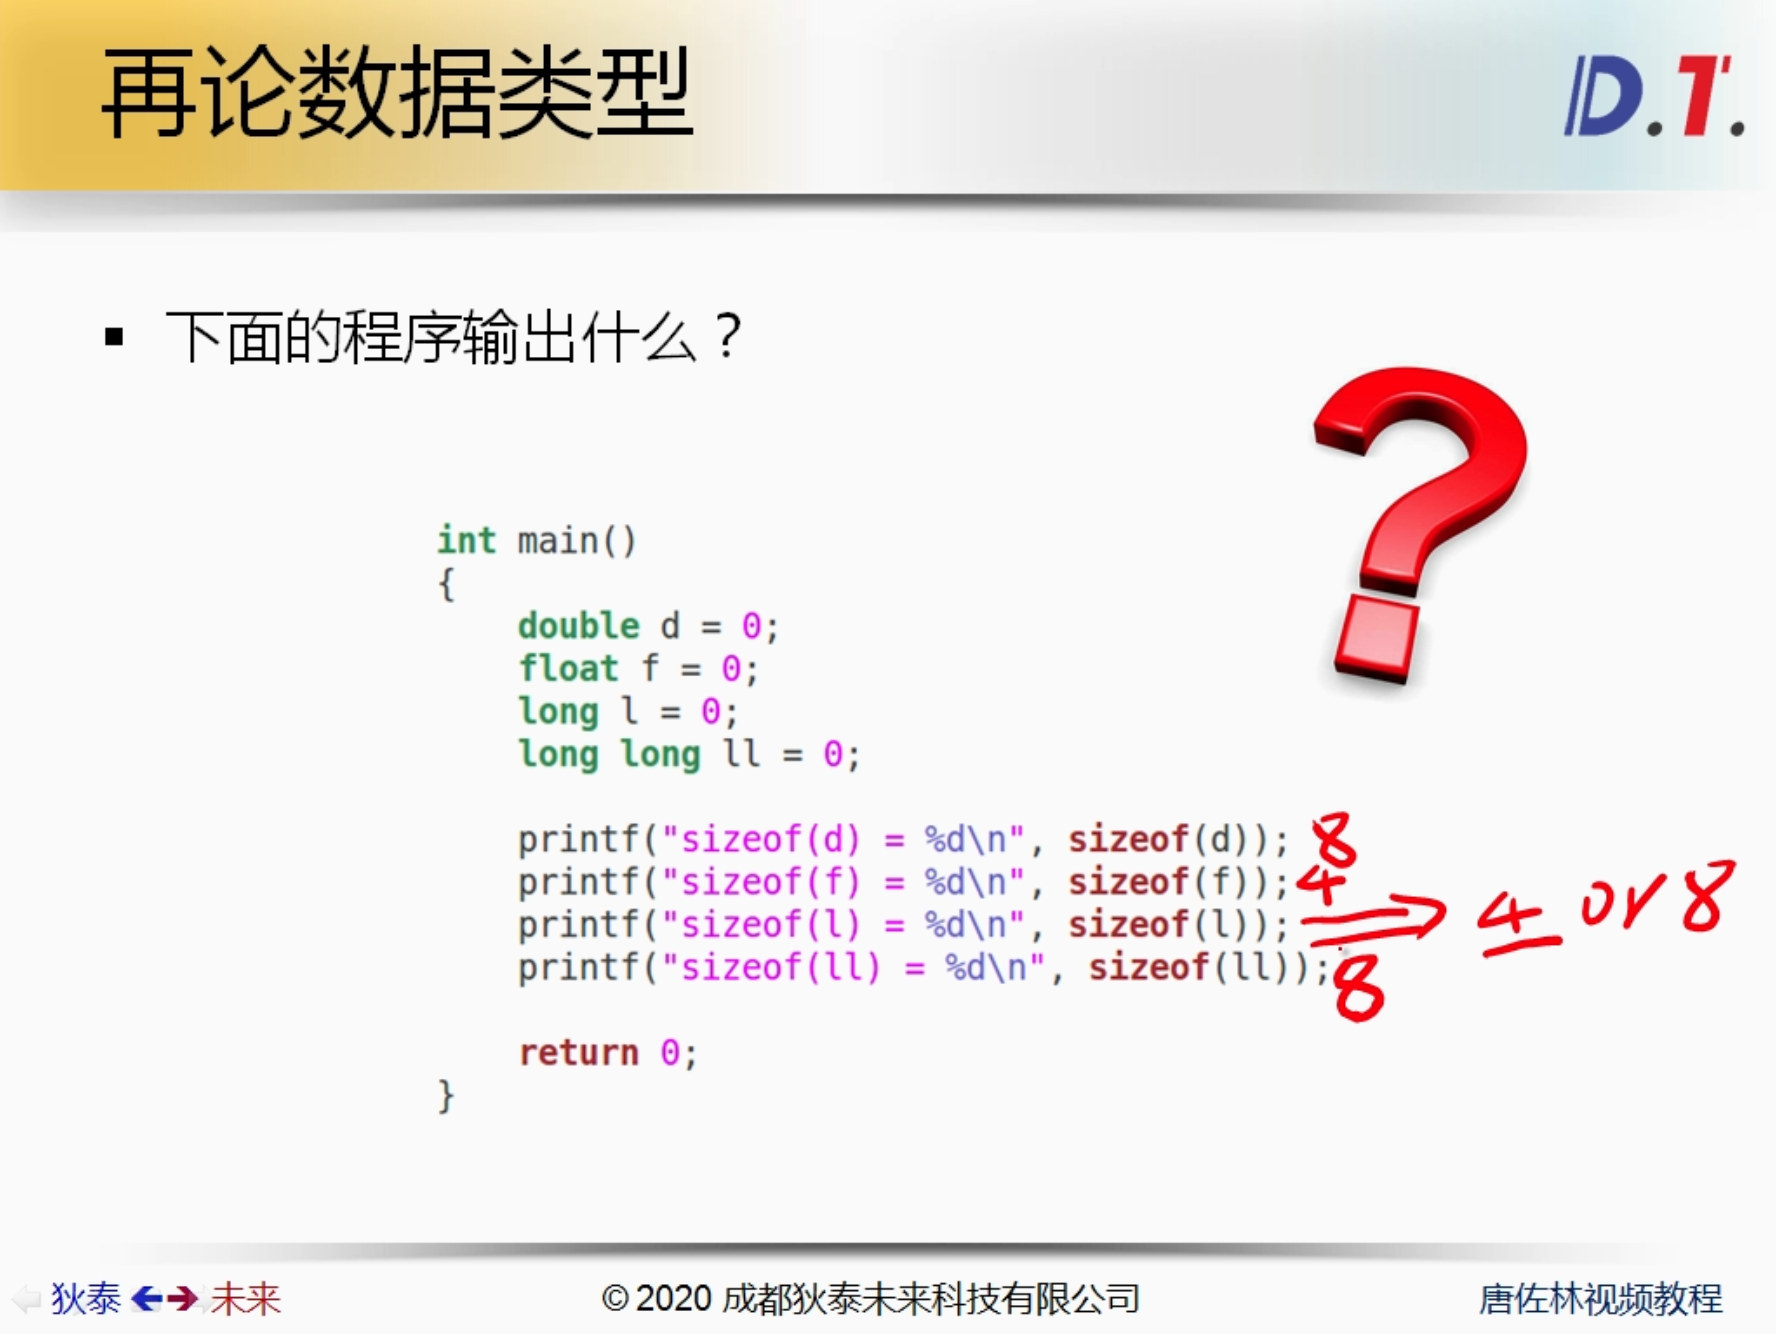 再论数据类型
D.T.
▪ 下面的程序输出什么？
int main()
{
    double d = 0;
    float f = 0;
    long l = 0;
    long long ll = 0;
    printf("sizeof(d) = %d\n", sizeof(d)); 8
    printf("sizeof(f) = %d\n", sizeof(f)); 4
    printf("sizeof(l) = %d\n", sizeof(l)); 4 or 8
    printf("sizeof(ll) = %d\n", sizeof(ll)); 8
    return 0;
}
狄泰 未来
© 2020 成都狄泰未来科技有限公司
唐佐林视频教程